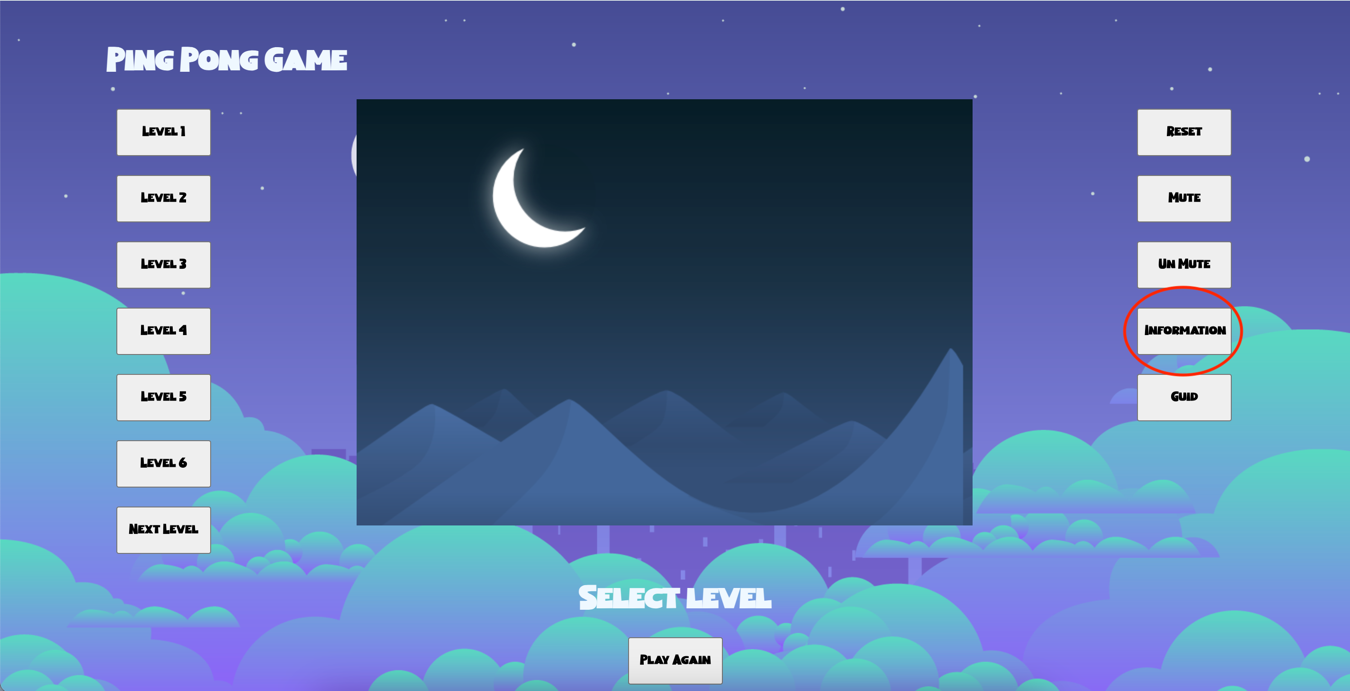 Ping Pong Game
Level 1
Level 2
Level 3
Level 4
Level 5
Level 6
Next Level
Reset
Mute
Un Mute
Information
Guid
Select level
Play Again